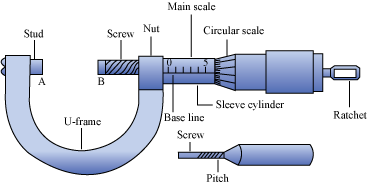 Main scale
Stud
Screw
Nut
Circular scale
0 5
A
B
U-frame
Base line
Sleeve cylinder
Ratchet
Screw
Pitch